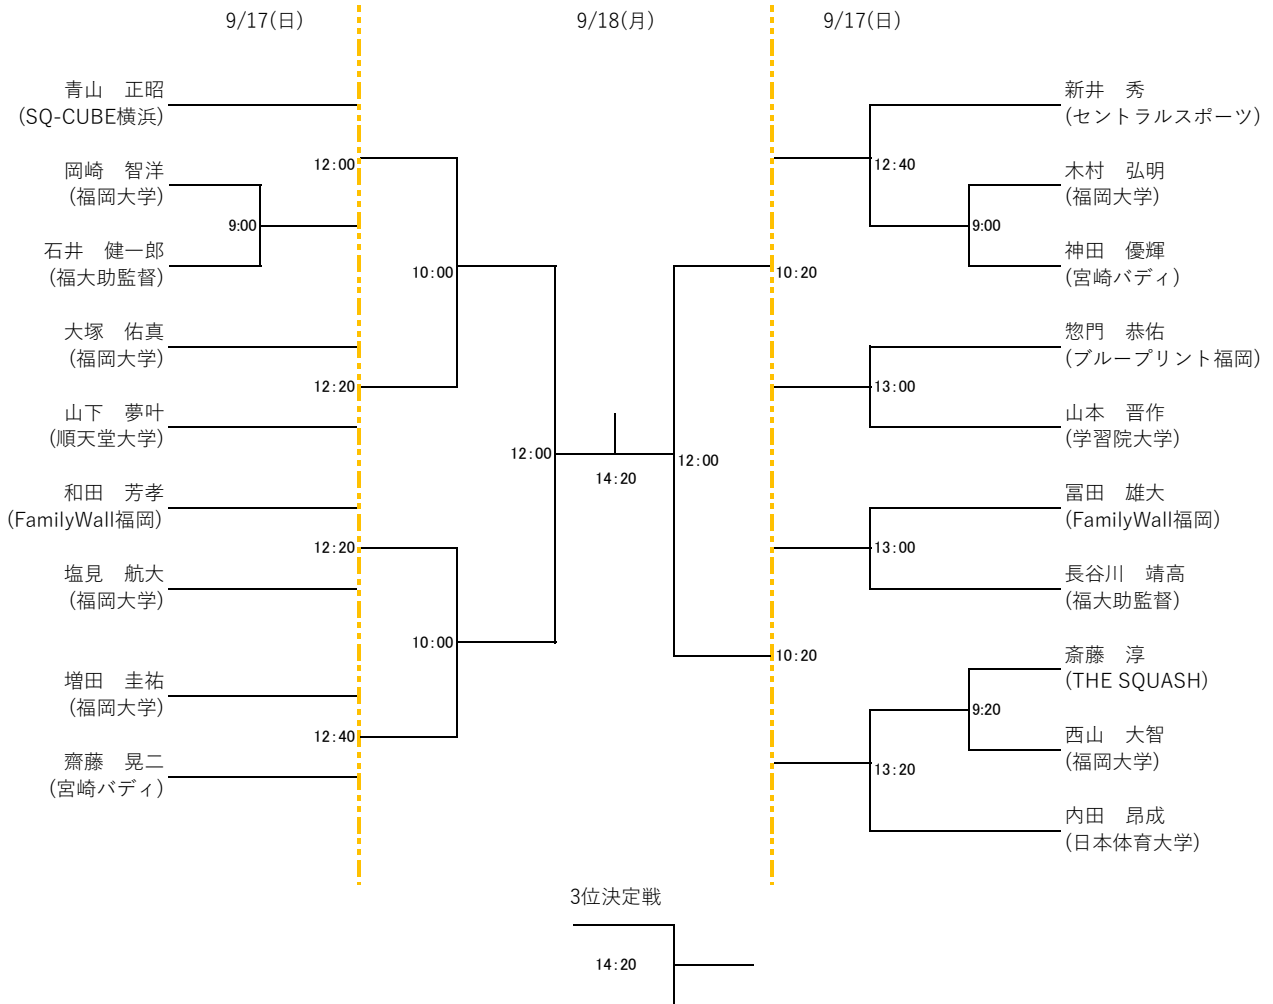 9/17(日)
9/18(月)
9/17(日)
青山　正昭
(SQ-CUBE横浜)
岡崎　智洋
(福岡大学)
石井　健一郎
(福大助監督)
大塚　佑真
(福岡大学)
山下　夢叶
(順天堂大学)
和田　芳孝
(FamilyWall福岡)
塩見　航大
(福岡大学)
増田　圭祐
(福岡大学)
齋藤　晃二
(宮崎バディ)
9:00
12:00
12:20
12:20
12:40
10:00
10:00
12:00
14:20
12:00
10:20
10:20
12:40
13:00
13:00
13:20
9:00
9:20
新井　秀
(セントラルスポーツ)
木村　弘明
(福岡大学)
神田　優輝
(宮崎バディ)
惣門　恭佑
(ブループリント福岡)
山本　晋作
(学習院大学)
冨田　雄大
(FamilyWall福岡)
長谷川　靖高
(福大助監督)
斎藤　淳
(THE SQUASH)
西山　大智
(福岡大学)
内田　昂成
(日本体育大学)
3位決定戦
14:20